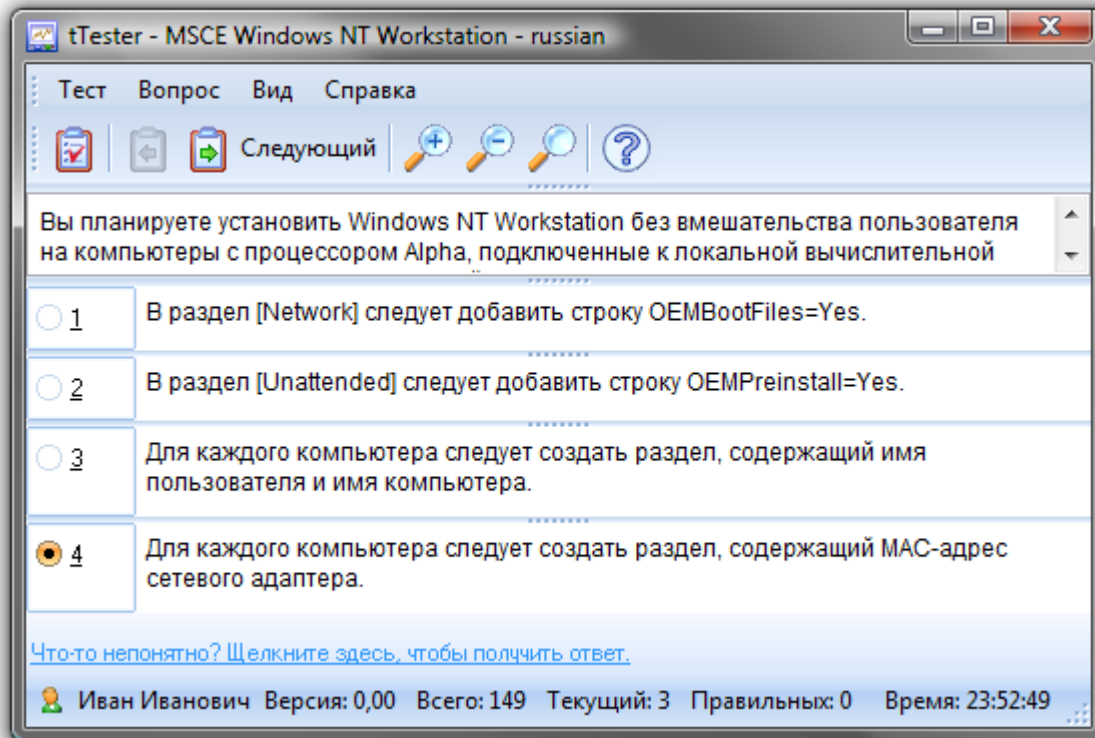 tTester - MSCE Windows NT Workstation - russian
Тест Вопрос Вид Справка
Следующий
Вы планируете установить Windows NT Workstation без вмешательства пользователя
на компьютеры с процессором Alpha, подключенные к локальной вычислительной
1 В раздел [Network] следует добавить строку OEMBootFiles=Yes.
2 В раздел [Unattended] следует добавить строку OEMPreinstall=Yes.
3 Для каждого компьютера следует создать раздел, содержащий имя
пользователя и имя компьютера.
4 Для каждого компьютера следует создать раздел, содержащий MAC-адрес
сетевого адаптера.
Что-то непонятно? Щелкните здесь, чтобы получить ответ.
Иван Иванович Версия: 0,00 Всего: 149 Текущий: 3 Правильных: 0 Время: 23:52:49